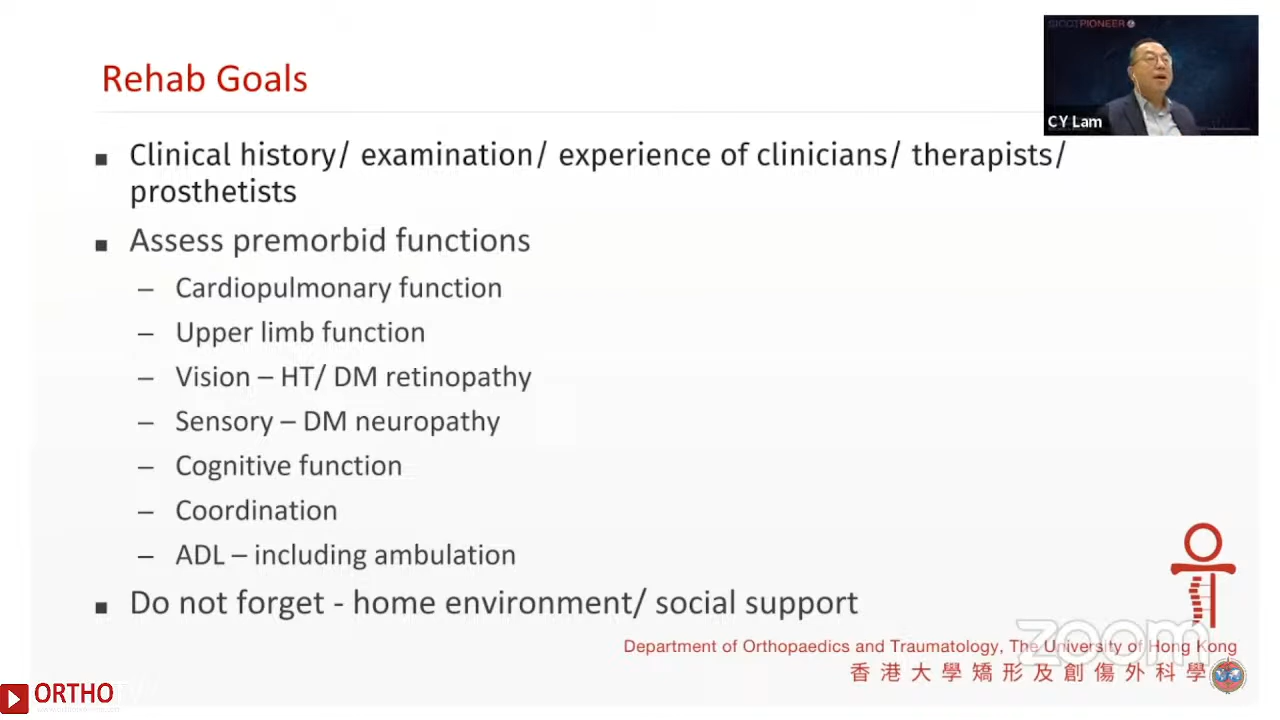 SICOTPIONEER
CY Lam
Rehab Goals
▪ Clinical history/ examination/ experience of clinicians/ therapists/
prosthetists
▪ Assess premorbid functions
– Cardiopulmonary function
– Upper limb function
– Vision – HT/ DM retinopathy
– Sensory – DM neuropathy
– Cognitive function
– Coordination
– ADL – including ambulation
▪ Do not forget - home environment/ social support
zoom
Department of Orthopaedics and Traumatology, The University of Hong Kong
香港大學矯形及創傷外科學
ORTHOTV